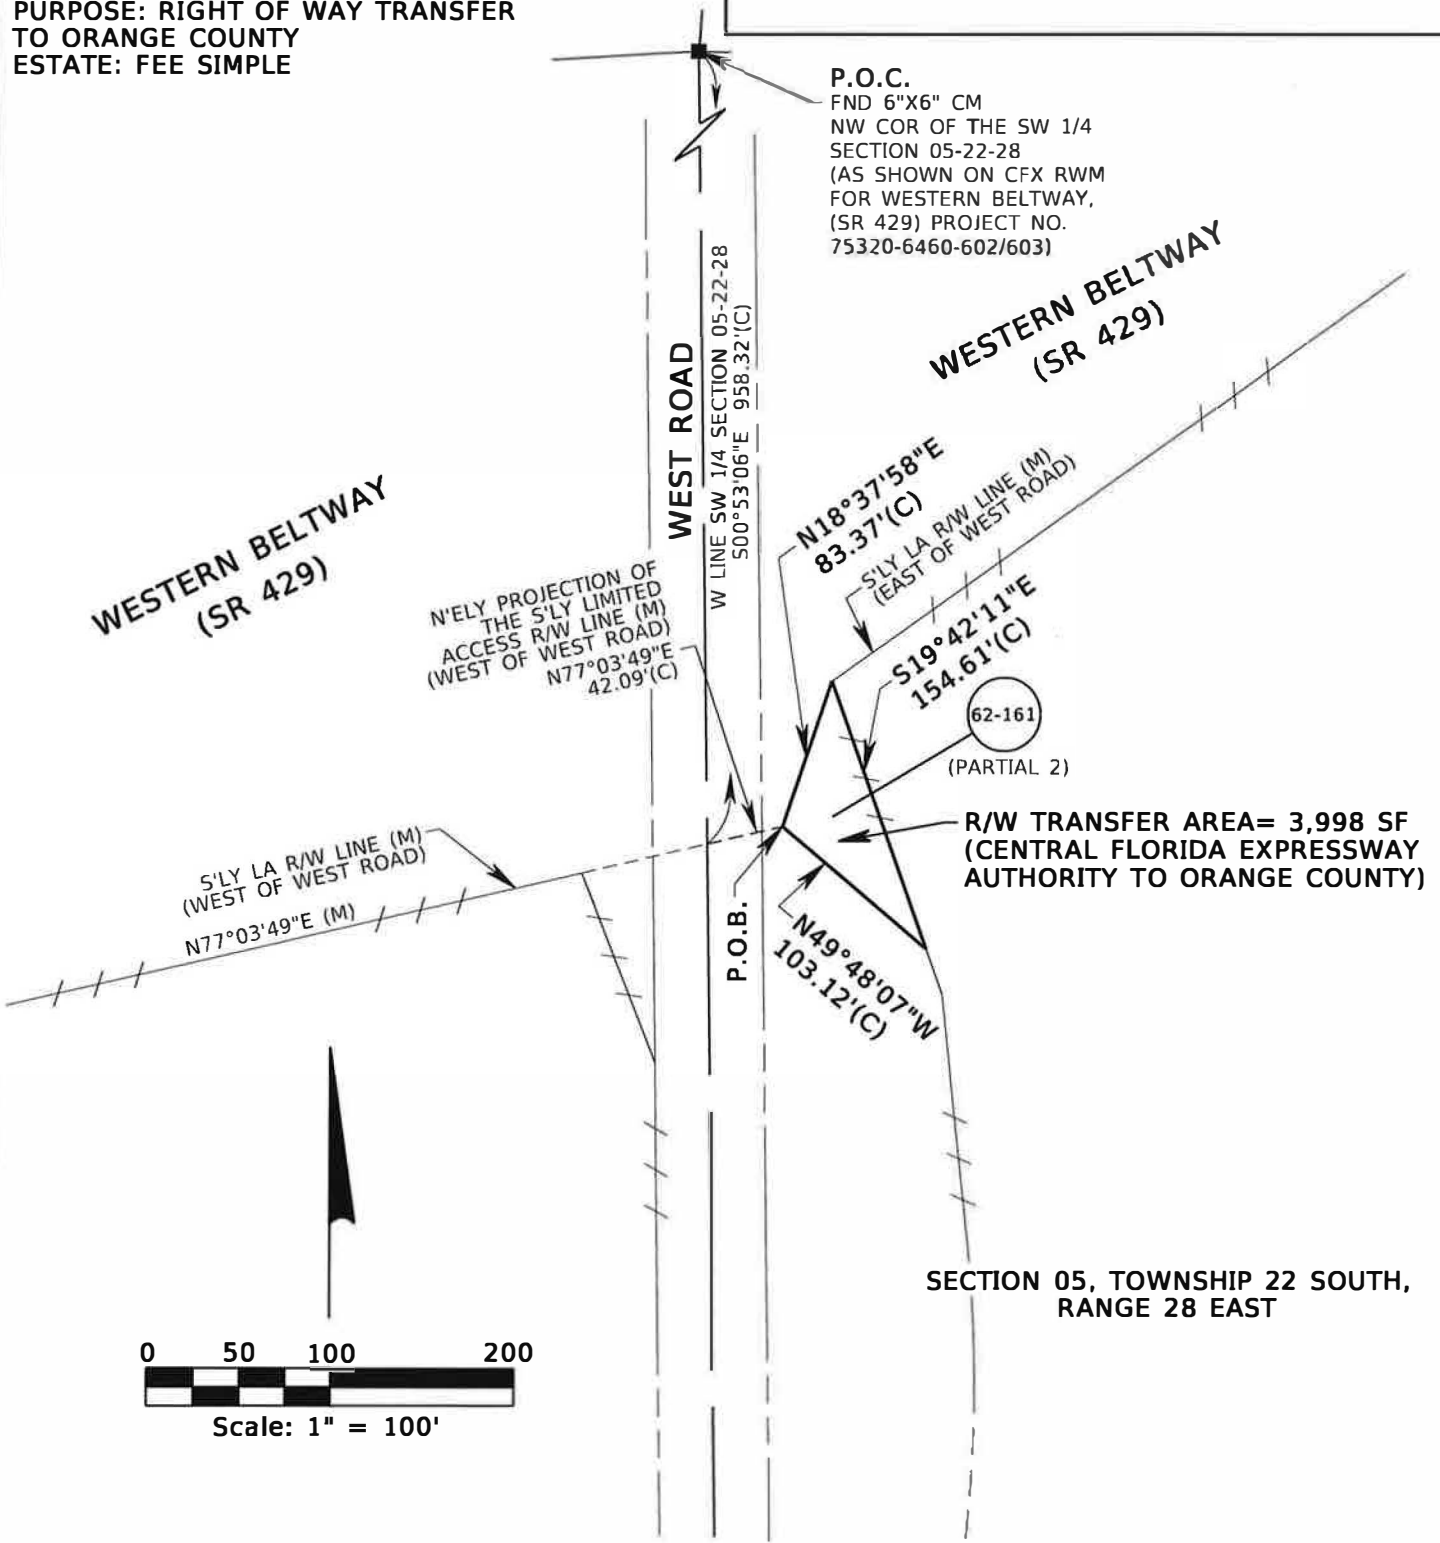 PURPOSE: RIGHT OF WAY TRANSFER
TO ORANGE COUNTY
ESTATE: FEE SIMPLE
P.O.C.
FND 6"X6" CM
NW COR OF THE SW 1/4
SECTION 05-22-28
(AS SHOWN ON CFX RWM
FOR WESTERN BELTWAY,
(SR 429) PROJECT NO.
75320-6460-602/603)
WESTERN BELTWAY
(SR 429)
WEST ROAD
W LINE SW 1/4 SECTION 05-22-28
S00°53'06"E 958.32'(C)
N18°37'58"E
83.37'(C)
S'LY LA R/W LINE (M)
(EAST OF WEST ROAD)
WESTERN BELTWAY
(SR 429)
N'ELY PROJECTION OF
THE S'LY LIMITED
ACCESS R/W LINE (M)
(WEST OF WEST ROAD)
N77°03'49"E
42.09'(C)
S19°42'11"E
154.61'(C)
62-161
(PARTIAL 2)
R/W TRANSFER AREA= 3,998 SF
(CENTRAL FLORIDA EXPRESSWAY
AUTHORITY TO ORANGE COUNTY)
S'LY LA R/W LINE (M)
(WEST OF WEST ROAD)
N77°03'49"E (M)
P.O.B.
N49°48'07"W
103.12'(C)
SECTION 05, TOWNSHIP 22 SOUTH,
RANGE 28 EAST
0 50 100 200
Scale: 1" = 100'